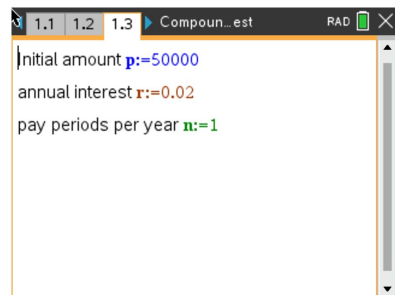 1.1 1.2 1.3 Compoun...est RAD
Initial amount p:=50000
annual interest r:=0.02
pay periods per year n:=1